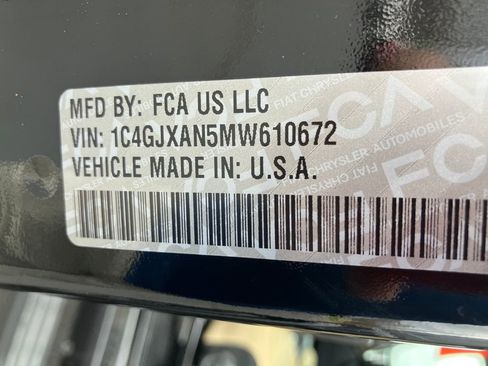 MFD BY: FCA US LLC
VIN: 1C4GJXAN5MW610672
VEHICLE MADE IN: U.S.A.